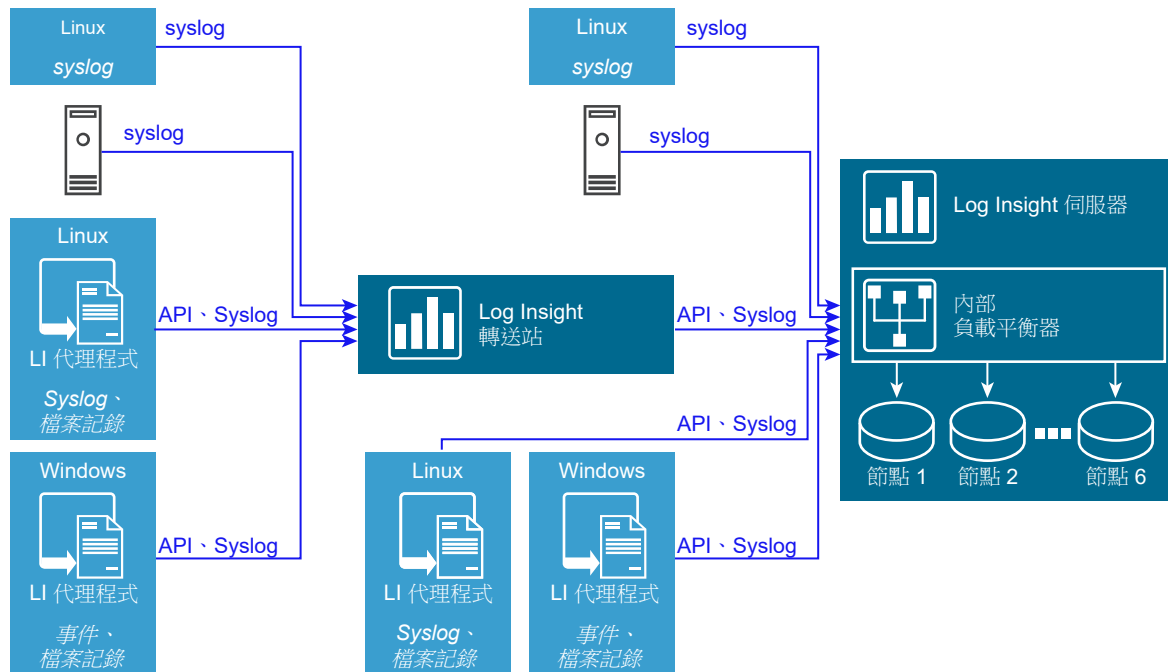 Linux
syslog
syslog
syslog
Linux
LI 代理程式
Syslog、
檔案記錄
API、Syslog
Windows
LI 代理程式
事件、
檔案記錄
API、Syslog
Log Insight
轉送站
API、Syslog
Linux
syslog
syslog
syslog
Linux
LI 代理程式
Syslog、
檔案記錄
API、Syslog
Windows
LI 代理程式
事件、
檔案記錄
API、Syslog
Log Insight 伺服器
內部
負載平衡器
節點 1
節點 2
節點 6